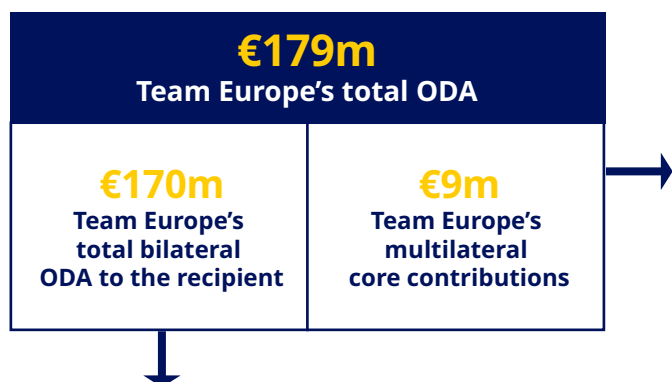 €179m
Team Europe’s total ODA
€170m
Team Europe’s
total bilateral
ODA to the recipient
€9m
Team Europe’s
multilateral
core contributions